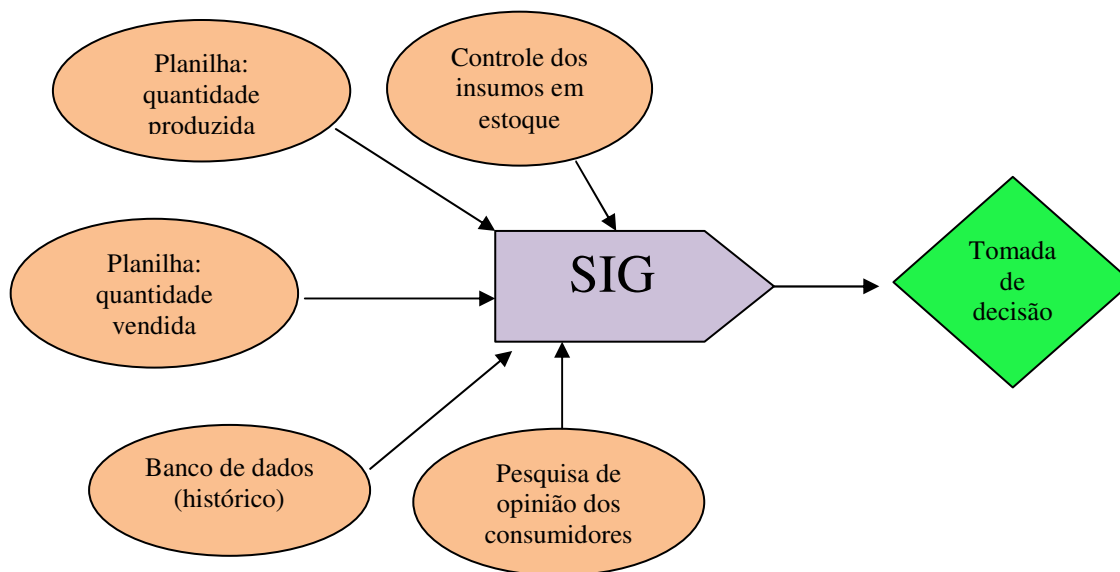 Planilha:
quantidade
produzida
Controle dos
insumos em
estoque
Planilha:
quantidade
vendida
SIG
Tomada
de
decisão
Banco de dados
(histórico)
Pesquisa de
opinião dos
consumidores